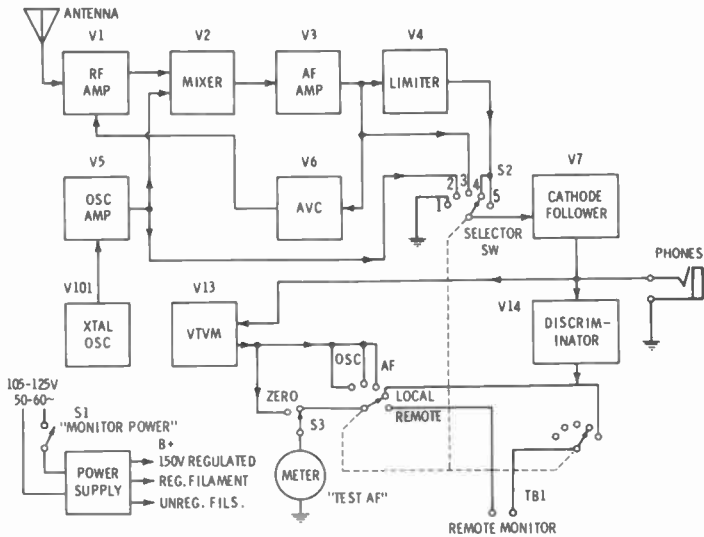 ANTENNA
V1
V2
V3
V4
RF
AMP
MIXER
AF
AMP
LIMITER
V5
V6
S2
V7
OSC
AMP
AVC
1
2
3
4
5
CATHODE
FOLLOWER
SELECTOR
SW
PHONES
V101
V13
V14
XTAL
OSC
VTVM
DISCRIM-
INATOR
OSC
AF
105-125V
50-60~
ZERO
LOCAL
REMOTE
S1
"MONITOR POWER"
S3
B+
150V REGULATED
REG. FILAMENT
UNREG. FILS.
POWER
SUPPLY
METER
"TEST AF"
TB1
REMOTE MONITOR